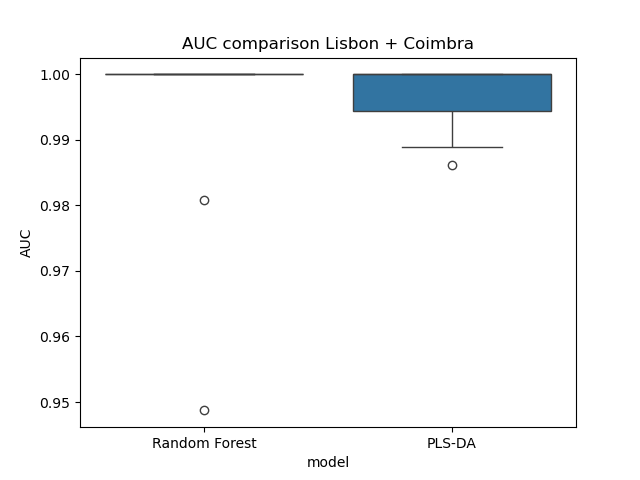 AUC comparison Lisbon + Coimbra
1.00
0.99
0.98
0.97
0.96
0.95
AUC
Random Forest
PLS-DA
model